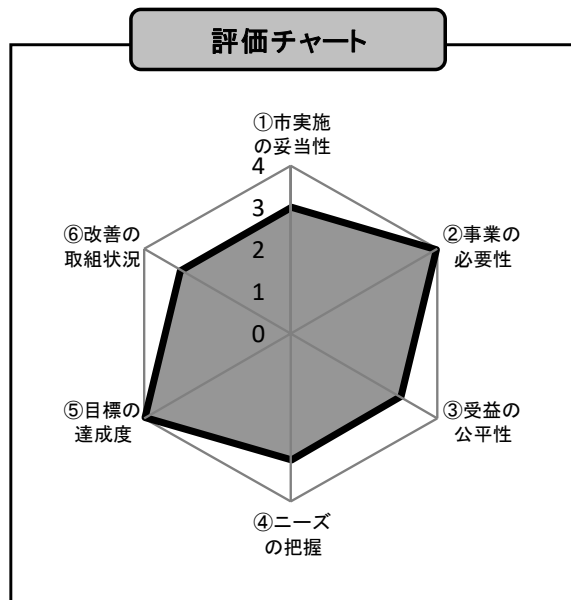 評価チャート
①市実施
の妥当性
4
3
2
1
0
②事業の
必要性
③受益の
公平性
④ニーズ
の把握
⑤目標の
達成度
⑥改善の
取組状況